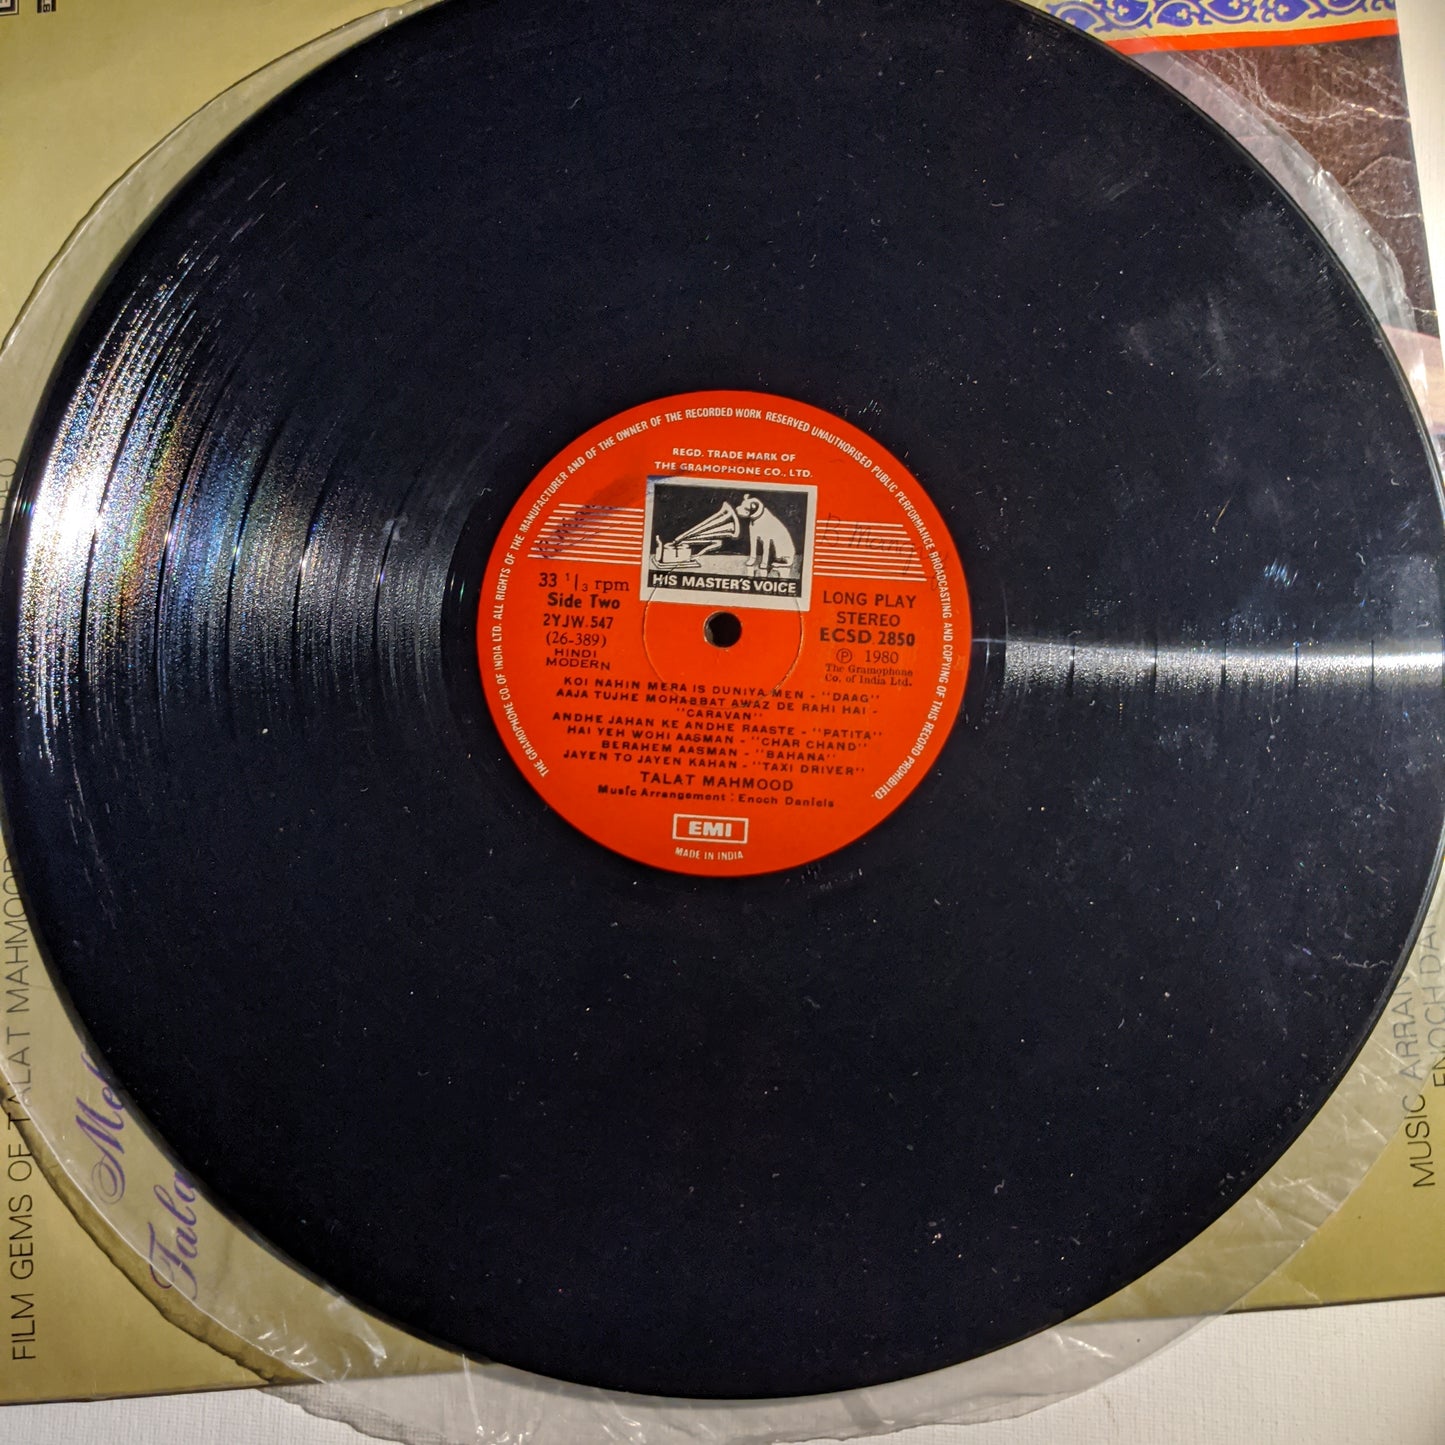 THE GRAMOPHONE CO. OF INDIA LTD. ALL RIGHTS OF THE MANUFACTURER AND OF THE OWNER OF THE RECORDED WORK RESERVED UNAUTHORISED PUBLIC PERFORMANCE BROADCASTING AND COPYING OF THIS RECORD PROHIBITED.
REGD. TRADE MARK OF
THE GRAMOPHONE CO., LTD.
HIS MASTER'S VOICE
33 1/3 rpm
Side Two
2YJW.547
(26-389)
HINDI
MODERN
LONG PLAY
STEREO
ECSD 2850
℗ 1980
The Gramophone
Co. of India Ltd.
KOI NAHIN MERA IS DUNIYA MEN - "DAAG"
AAJA TUJHE MOHABBAT AWAZ DE RAHI HAI -
"CARAVAN"
ANDHE JAHAN KE ANDHE RAASTE - "PATITA"
HAI YEH WOHI AASMAN - "CHAR CHAND"
BERAHEM AASMAN - "BAHANA"
JAYEN TO JAYEN KAHAN - "TAXI DRIVER"
TALAT MAHMOOD
Music Arrangement : Enoch Daniels
EMI
MADE IN INDIA
FILM GEMS OF TALAT MAHMOOD
MUSIC ARRAN
ENOCH DA